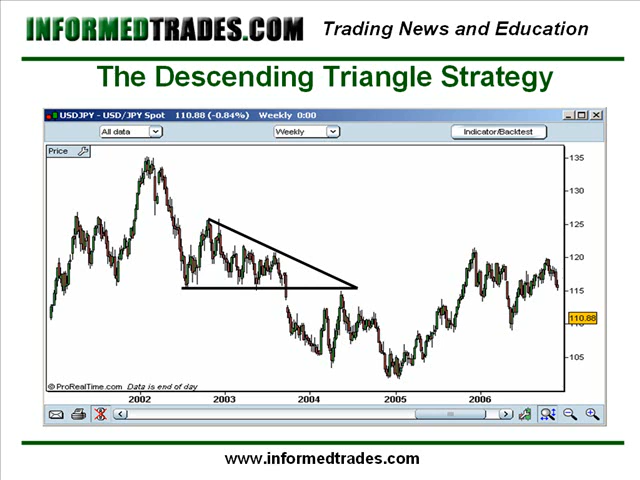 INFORMEDTRADES.COM Trading News and Education
The Descending Triangle Strategy
USDJPY - USD/JPY Spot 110.88 (-0.84%) Weekly 0:00
All data Weekly Indicator/Backtest
Price
135
130
125
120
115
110.88
105
© ProRealTime.com Data is end of day
2002 2003 2004 2005 2006
www.informedtrades.com